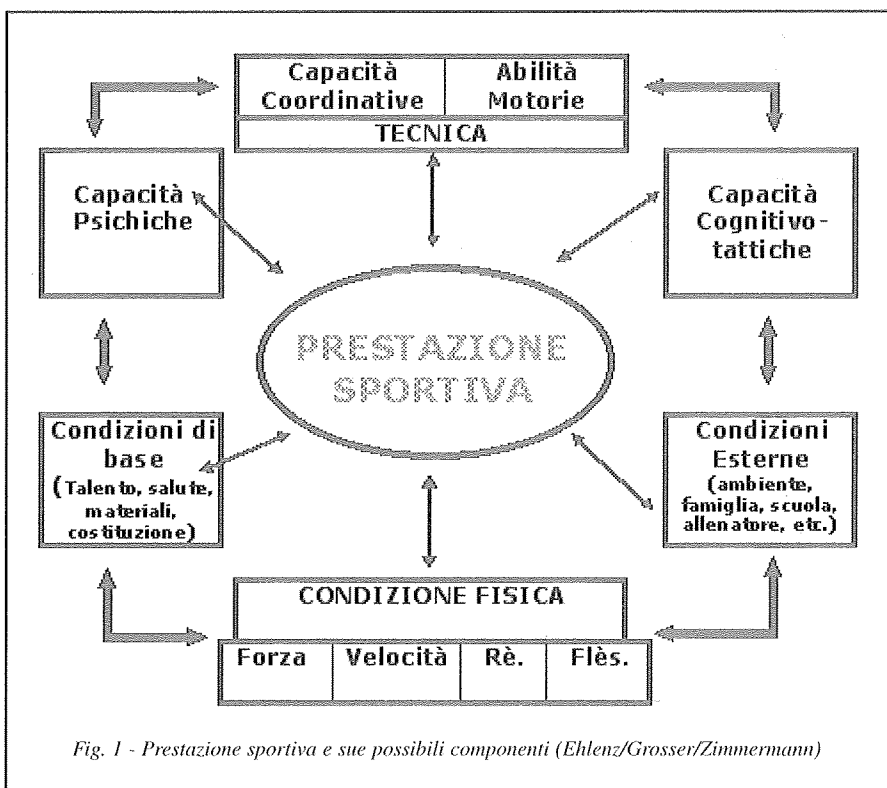 Capacità Coordinative
Abilità Motorie
TECNICA
Capacità
Psichiche
Capacità
Cognitivo-
tattiche
PRESTAZIONE
SPORTIVA
Condizioni di
base
(Talento, salute,
materiali,
costituzione)
Condizioni
Esterne
(ambiente,
famiglia, scuola,
allenatore, etc.)
CONDIZIONE FISICA
Forza
Velocità
Rè.
Flès.
Fig. 1 - Prestazione sportiva e sue possibili componenti (Ehlenz/Grosser/Zimmermann)